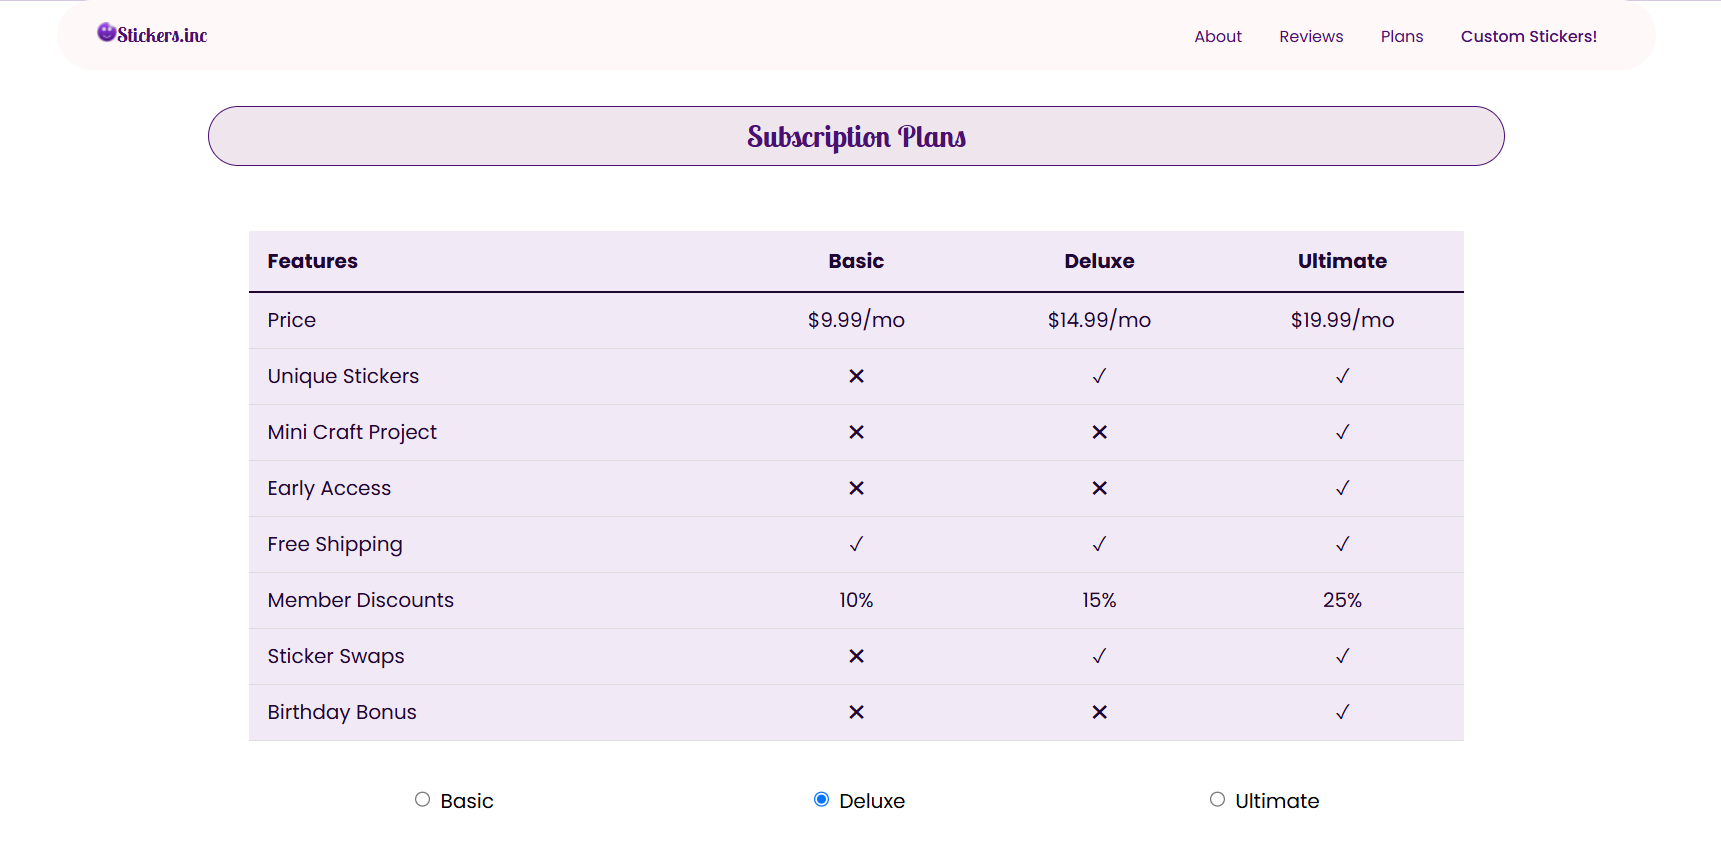 Stickers.inc About Reviews Plans Custom Stickers!
Subscription Plans
Features Basic Deluxe Ultimate
Price $9.99/mo $14.99/mo $19.99/mo
Unique Stickers ✕ ✓ ✓
Mini Craft Project ✕ ✕ ✓
Early Access ✕ ✕ ✓
Free Shipping ✓ ✓ ✓
Member Discounts 10% 15% 25%
Sticker Swaps ✕ ✓ ✓
Birthday Bonus ✕ ✕ ✓
Basic Deluxe Ultimate